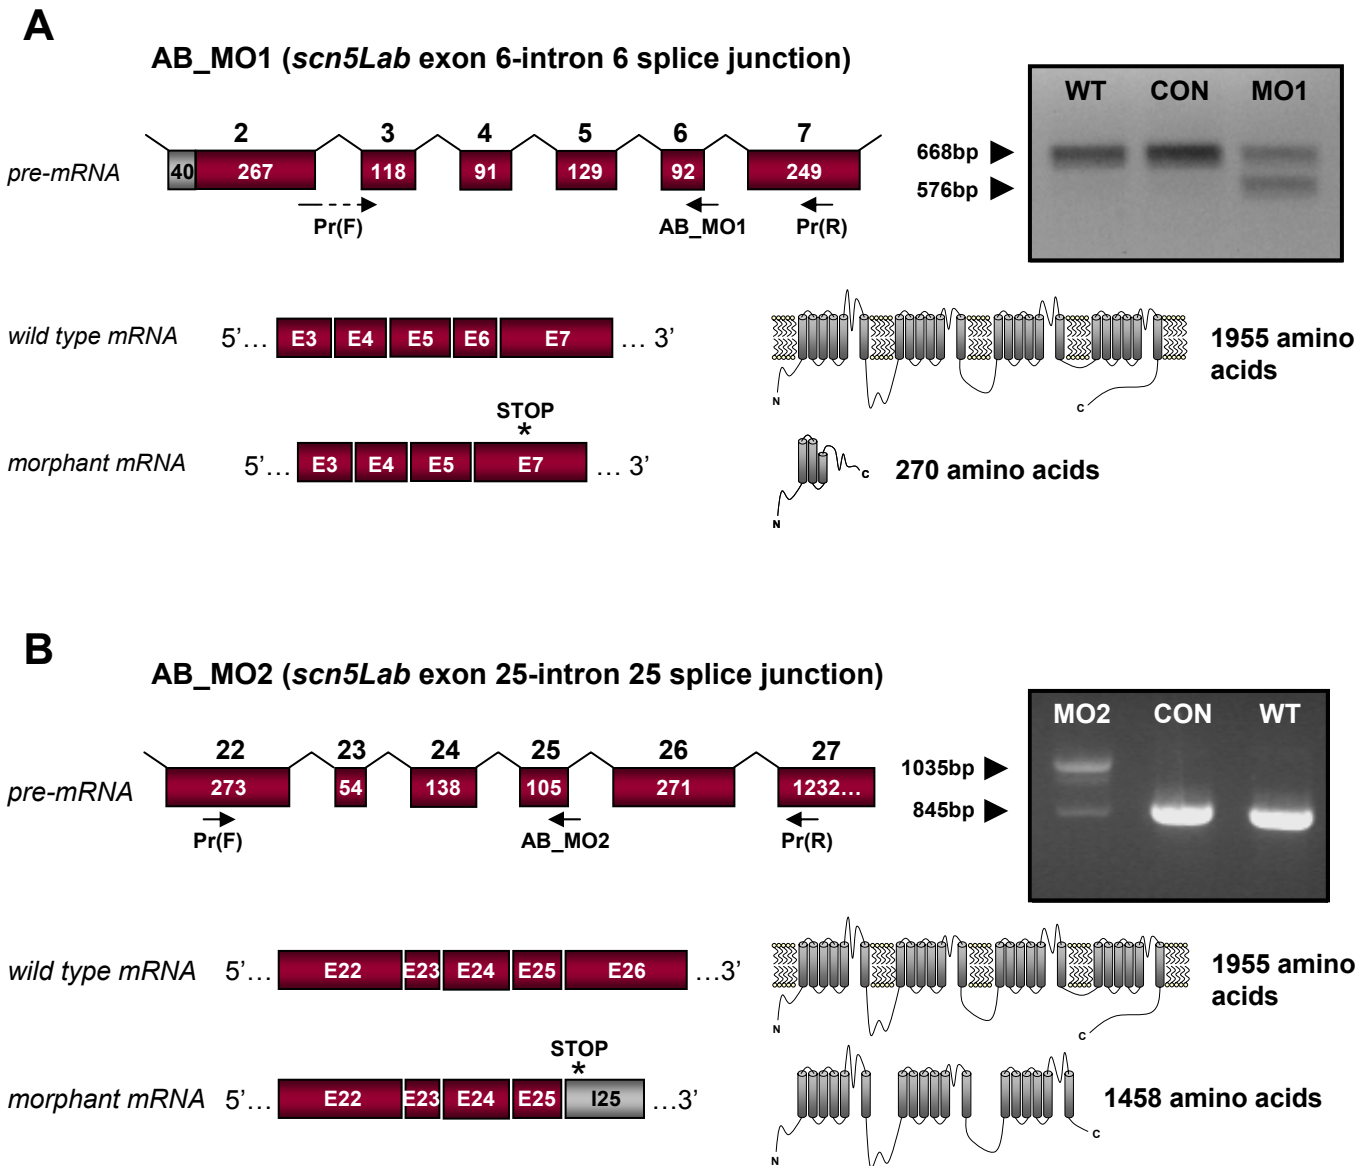 A
AB_MO1 (scn5Lab exon 6-intron 6 splice junction)
WT CON MO1
2 3 4 5 6 7
pre-mRNA 40 267 118 91 129 92 249
668bp
576bp
Pr(F) AB_MO1 Pr(R)
wild type mRNA 5’… E3 E4 E5 E6 E7 … 3’
N C
1955 amino
acids
STOP
*
morphant mRNA 5’… E3 E4 E5 E7 … 3’
N C
270 amino acids
B
AB_MO2 (scn5Lab exon 25-intron 25 splice junction)
MO2 CON WT
22 23 24 25 26 27
pre-mRNA 273 54 138 105 271 1232…
1035bp
845bp
Pr(F) AB_MO2 Pr(R)
wild type mRNA 5’… E22 E23 E24 E25 E26 …3’
N C
1955 amino
acids
STOP
*
morphant mRNA 5’… E22 E23 E24 E25 I25 …3’
N C
1458 amino acids